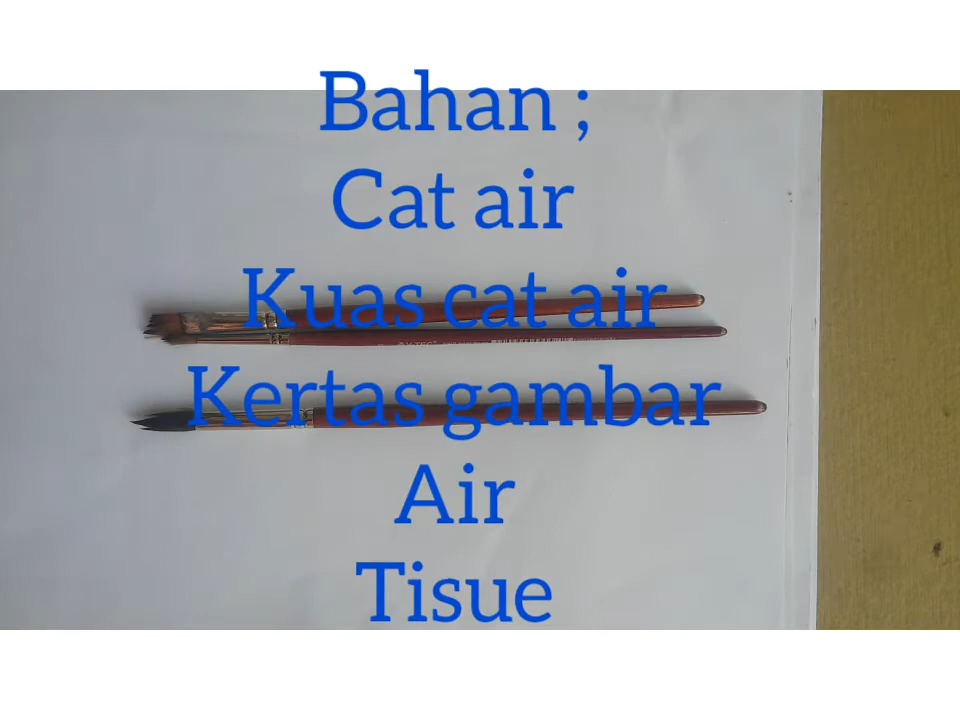 Bahan ;
Cat air
Kuas cat air
Kertas gambar
Air
Tisue